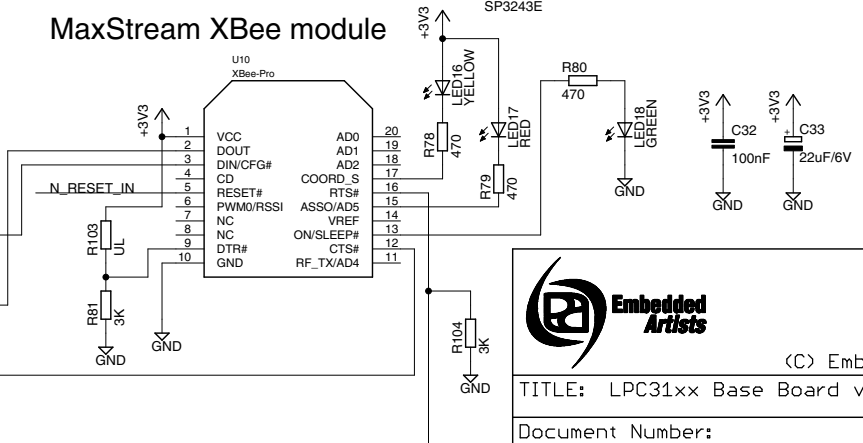 SP3243E
MaxStream XBee module
U10
XBee-Pro
+3V3
1 VCC
2 DOUT
3 DIN/CFG#
4 CD
5 RESET#
6 PWM0/RSSI
7 NC
8 NC
9 DTR#
10 GND
AD0 20
AD1 19
AD2 18
COORD_S 17
RTS# 16
ASSO/AD5 15
VREF 14
ON/SLEEP# 13
CTS# 12
RF_TX/AD4 11
N_RESET_IN
R103
UL
R81
3K
GND
GND
+3V3
LED16
YELLOW
R78
470
LED17
RED
R79
470
R80
470
LED18
GREEN
GND
+3V3
C32
100nF
GND
+3V3
+
C33
22uF/6V
GND
R104
3K
GND
Embedded
Artists
(C) Emb
TITLE: LPC31xx Base Board v
Document Number: